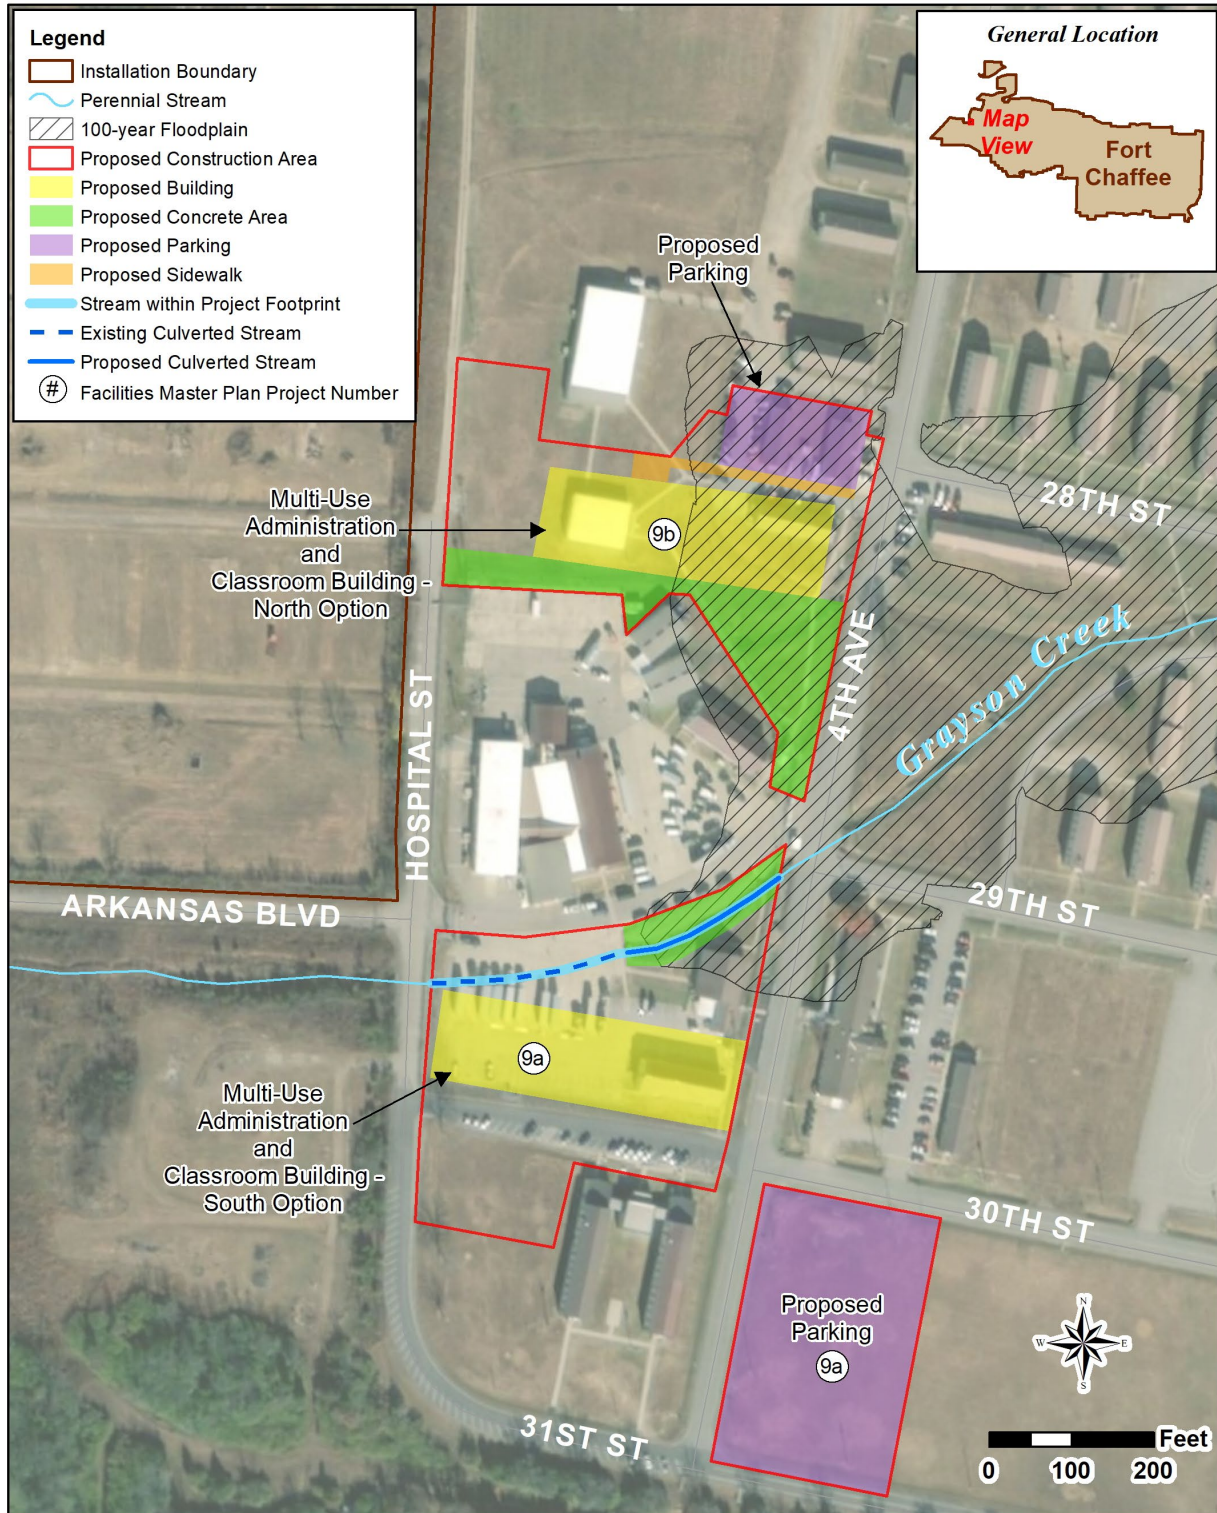 Legend
Installation Boundary
Perennial Stream
100-year Floodplain
Proposed Construction Area
Proposed Building
Proposed Concrete Area
Proposed Parking
Proposed Sidewalk
Stream within Project Footprint
Existing Culverted Stream
Proposed Culverted Stream
# Facilities Master Plan Project Number
General Location
Map
View
Fort
Chaffee
Proposed
Parking
28TH ST
Multi-Use
Administration
and
Classroom Building -
North Option
9b
4TH AVE
Grayson Creek
HOSPITAL ST
ARKANSAS BLVD
29TH ST
9a
Multi-Use
Administration
and
Classroom Building -
South Option
30TH ST
Proposed
Parking
9a
N
W E
S
31ST ST
Feet
0 100 200